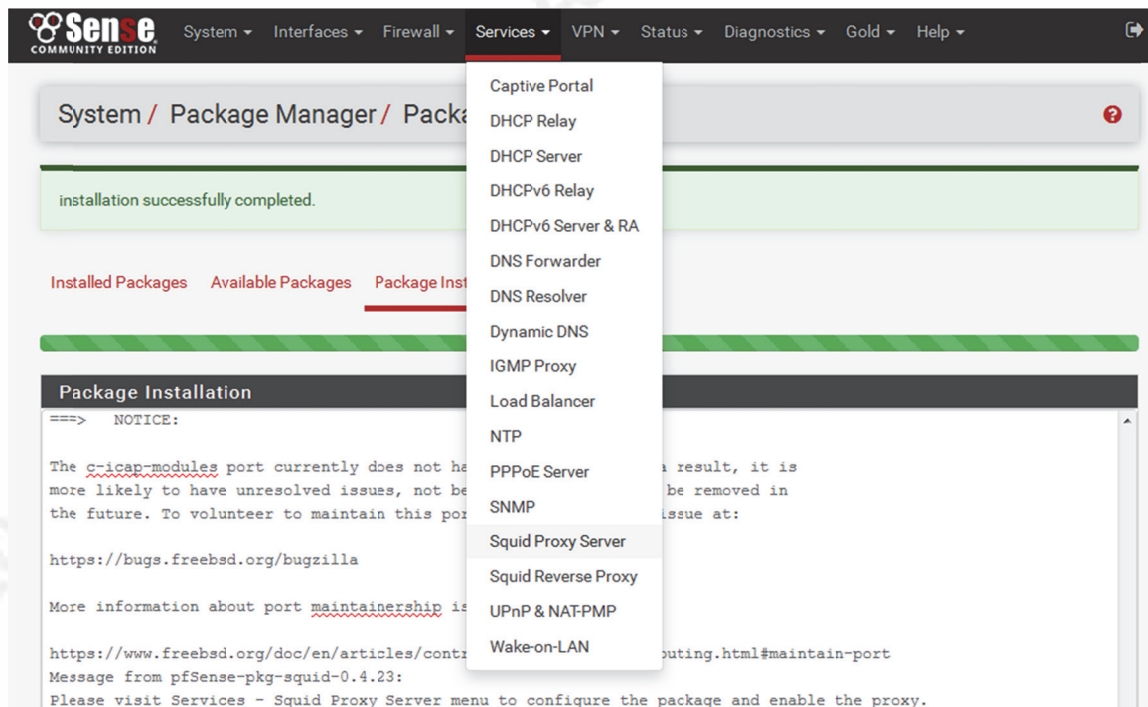 Sense
COMMUNITY EDITION
System Interfaces Firewall Services VPN Status Diagnostics Gold Help
System / Package Manager / Packa
installation successfully completed.
Installed Packages Available Packages Package Inst
Captive Portal
DHCP Relay
DHCP Server
DHCPv6 Relay
DHCPv6 Server & RA
DNS Forwarder
DNS Resolver
Dynamic DNS
IGMP Proxy
Load Balancer
NTP
PPPoE Server
SNMP
Squid Proxy Server
Squid Reverse Proxy
UPnP & NAT-PMP
Wake-on-LAN
Package Installation
===> NOTICE:
The c-icap-modules port currently does not ha a result, it is
more likely to have unresolved issues, not be be removed in
the future. To volunteer to maintain this por issue at:
https://bugs.freebsd.org/bugzilla
More information about port maintainership is
https://www.freebsd.org/doc/en/articles/contr buting.html#maintain-port
Message from pfSense-pkg-squid-0.4.23:
Please visit Services - Squid Proxy Server menu to configure the package and enable the proxy.